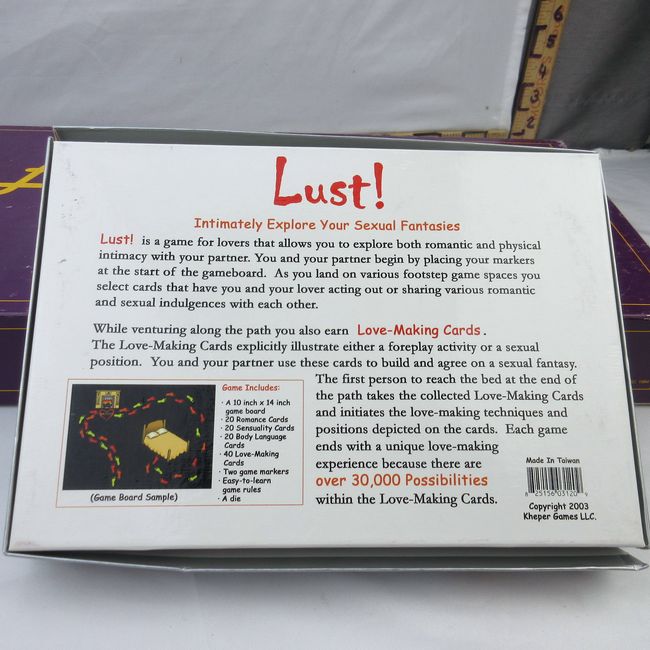 Lust!
Intimately Explore Your Sexual Fantasies
Lust! is a game for lovers that allows you to explore both romantic and physical
intimacy with your partner. You and your partner begin by placing your markers
at the start of the gameboard. As you land on various footstep game spaces you
select cards that have you and your lover acting out or sharing various romantic
and sexual indulgences with each other.
While venturing along the path you also earn Love-Making Cards.
The Love-Making Cards explicitly illustrate either a foreplay activity or a sexual
position. You and your partner use these cards to build and agree on a sexual fantasy.
The first person to reach the bed at the end of
the path takes the collected Love-Making Cards
and initiates the love-making techniques and
positions depicted on the cards. Each game
ends with a unique love-making
experience because there are
over 30,000 Possibilities
within the Love-Making Cards.
Game Includes:
· A 10 inch x 14 inch
game board
· 20 Romance Cards
· 20 Sensuality Cards
· 20 Body Language
Cards
· 40 Love-Making
Cards
· Two game markers
· Easy-to-learn
game rules
· A die
(Game Board Sample)
Made In Taiwan
8 25156 03120 9
Copyright 2003
Kheper Games LLC.